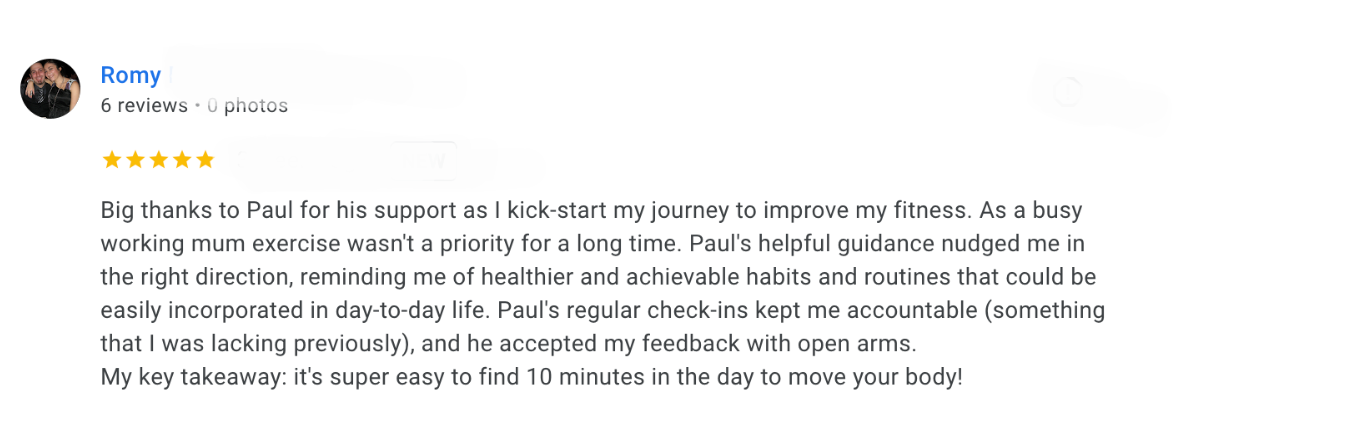 Romy
6 reviews • 0 photos
Big thanks to Paul for his support as I kick-start my journey to improve my fitness. As a busy
working mum exercise wasn't a priority for a long time. Paul's helpful guidance nudged me in
the right direction, reminding me of healthier and achievable habits and routines that could be
easily incorporated in day-to-day life. Paul's regular check-ins kept me accountable (something
that I was lacking previously), and he accepted my feedback with open arms.
My key takeaway: it's super easy to find 10 minutes in the day to move your body!